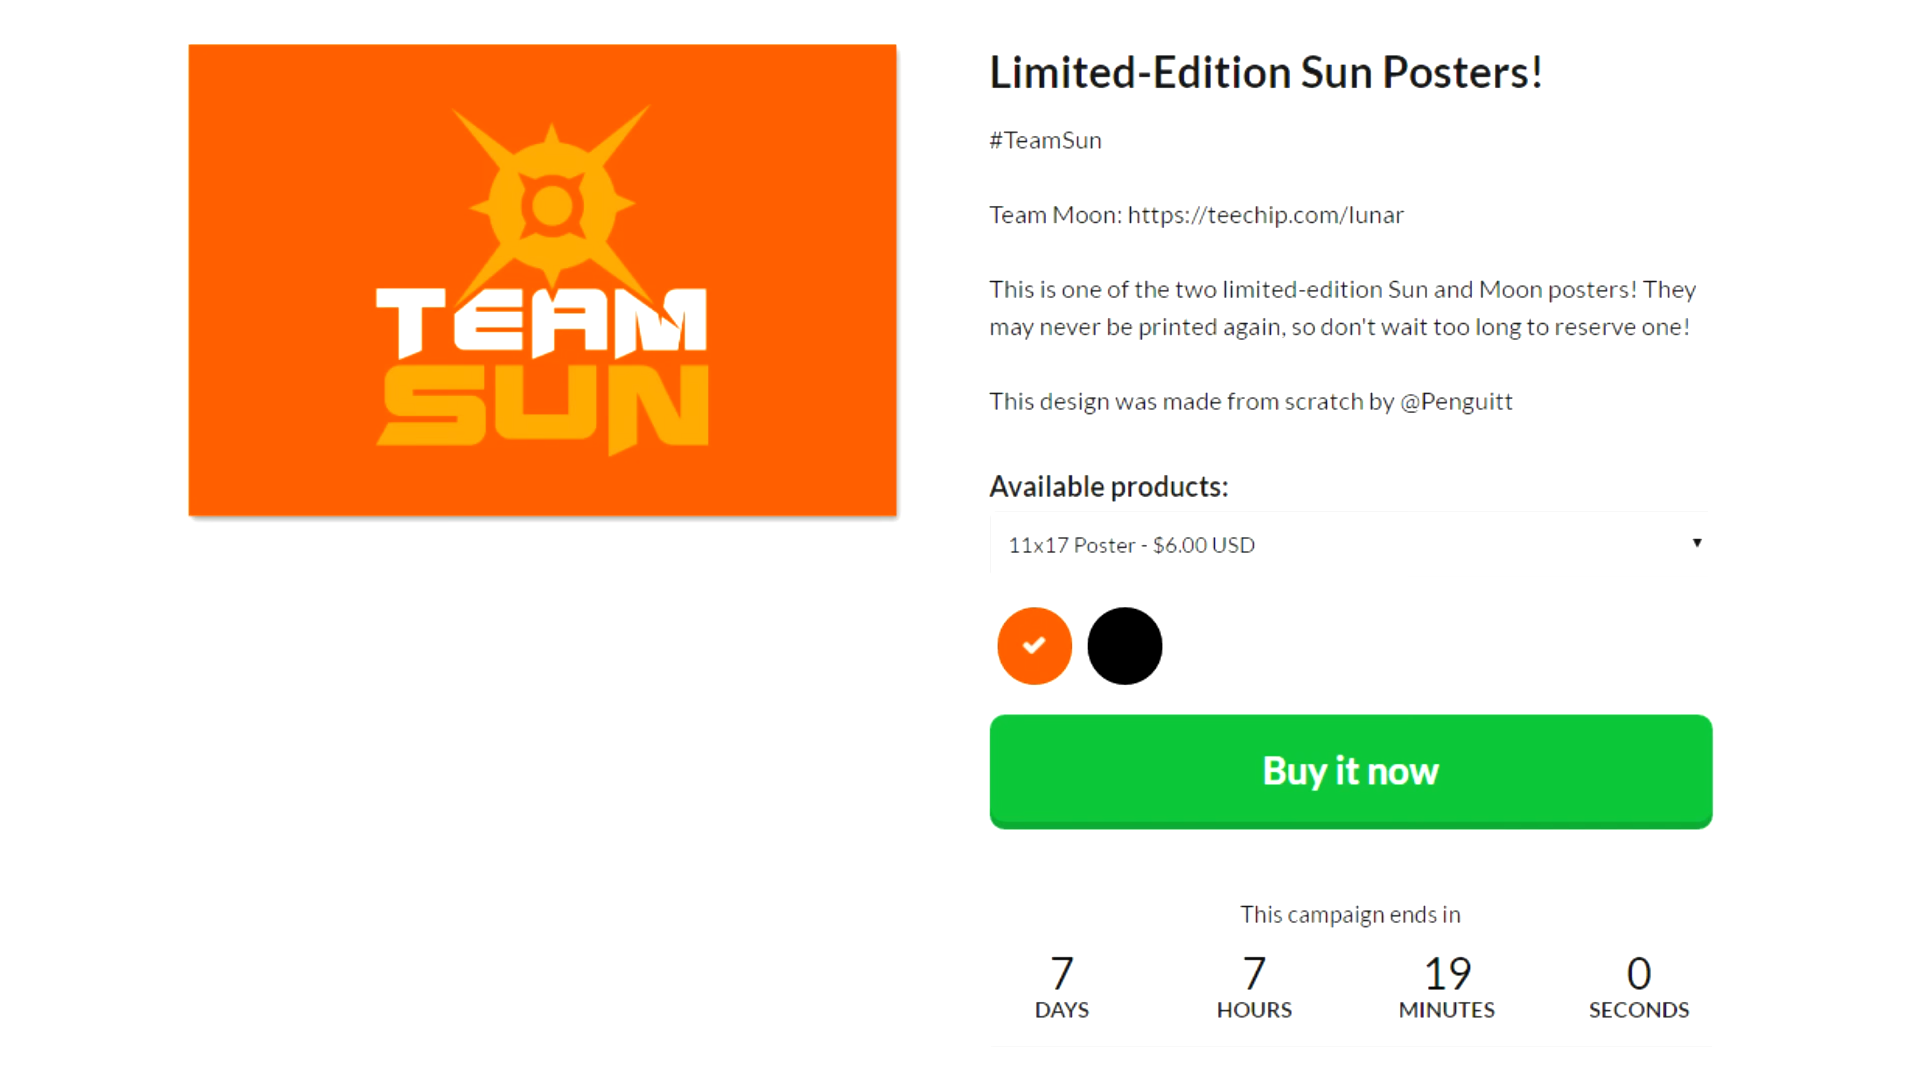 TEAM
SUN
Limited-Edition Sun Posters!
#TeamSun
Team Moon: https://teechip.com/lunar
This is one of the two limited-edition Sun and Moon posters! They
may never be printed again, so don't wait too long to reserve one!
This design was made from scratch by @Penguitt
Available products:
11x17 Poster - $6.00 USD
Buy it now
This campaign ends in
7 7 19 0
DAYS HOURS MINUTES SECONDS